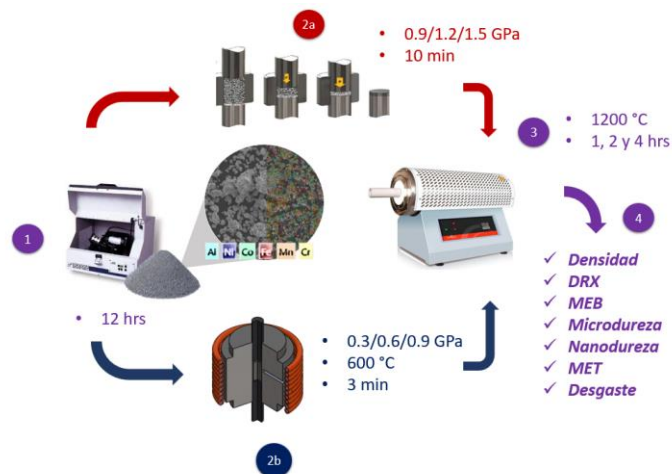 2a
• 0.9/1.2/1.5 GPa
• 10 min
3
• 1200 °C
• 1, 2 y 4 hrs
1
Al Ni Co Fe Mn Cr
• 12 hrs
4
✓ Densidad
✓ DRX
✓ MEB
✓ Microdureza
✓ Nanodureza
✓ MET
✓ Desgaste
• 0.3/0.6/0.9 GPa
• 600 °C
• 3 min
2b